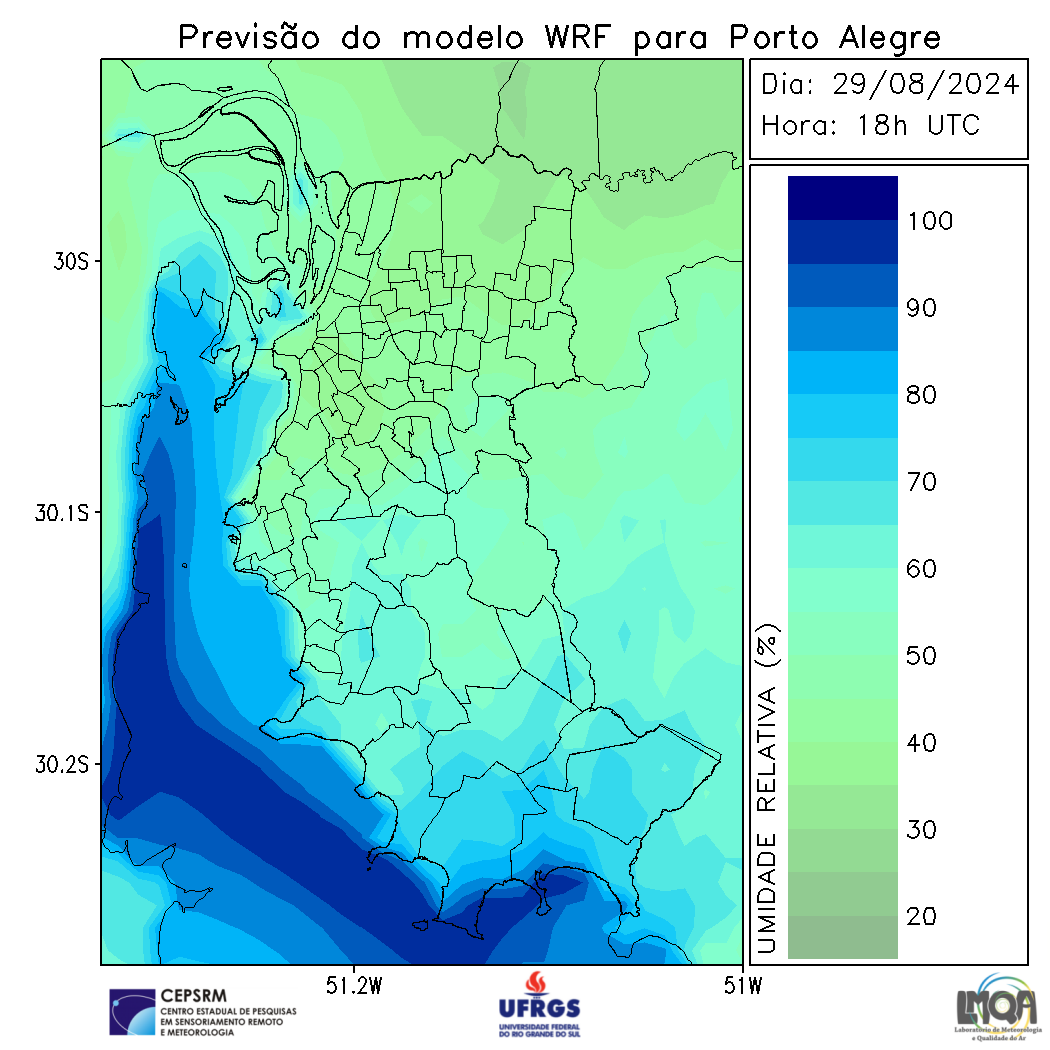 Previsão do modelo WRF para Porto Alegre
Dia: 29/08/2024
Hora: 18h UTC
30S
30.1S
30.2S
51.2W
51W
UMIDADE RELATIVA (%)
100
90
80
70
60
50
40
30
20
CEPSRM
CENTRO ESTADUAL DE PESQUISAS
EM SENSORIAMENTO REMOTO
E METEOROLOGIA
UFRGS
UNIVERSIDADE FEDERAL
DO RIO GRANDE DO SUL
LMQA
Laboratório de Meteorologia
e Qualidade do Ar